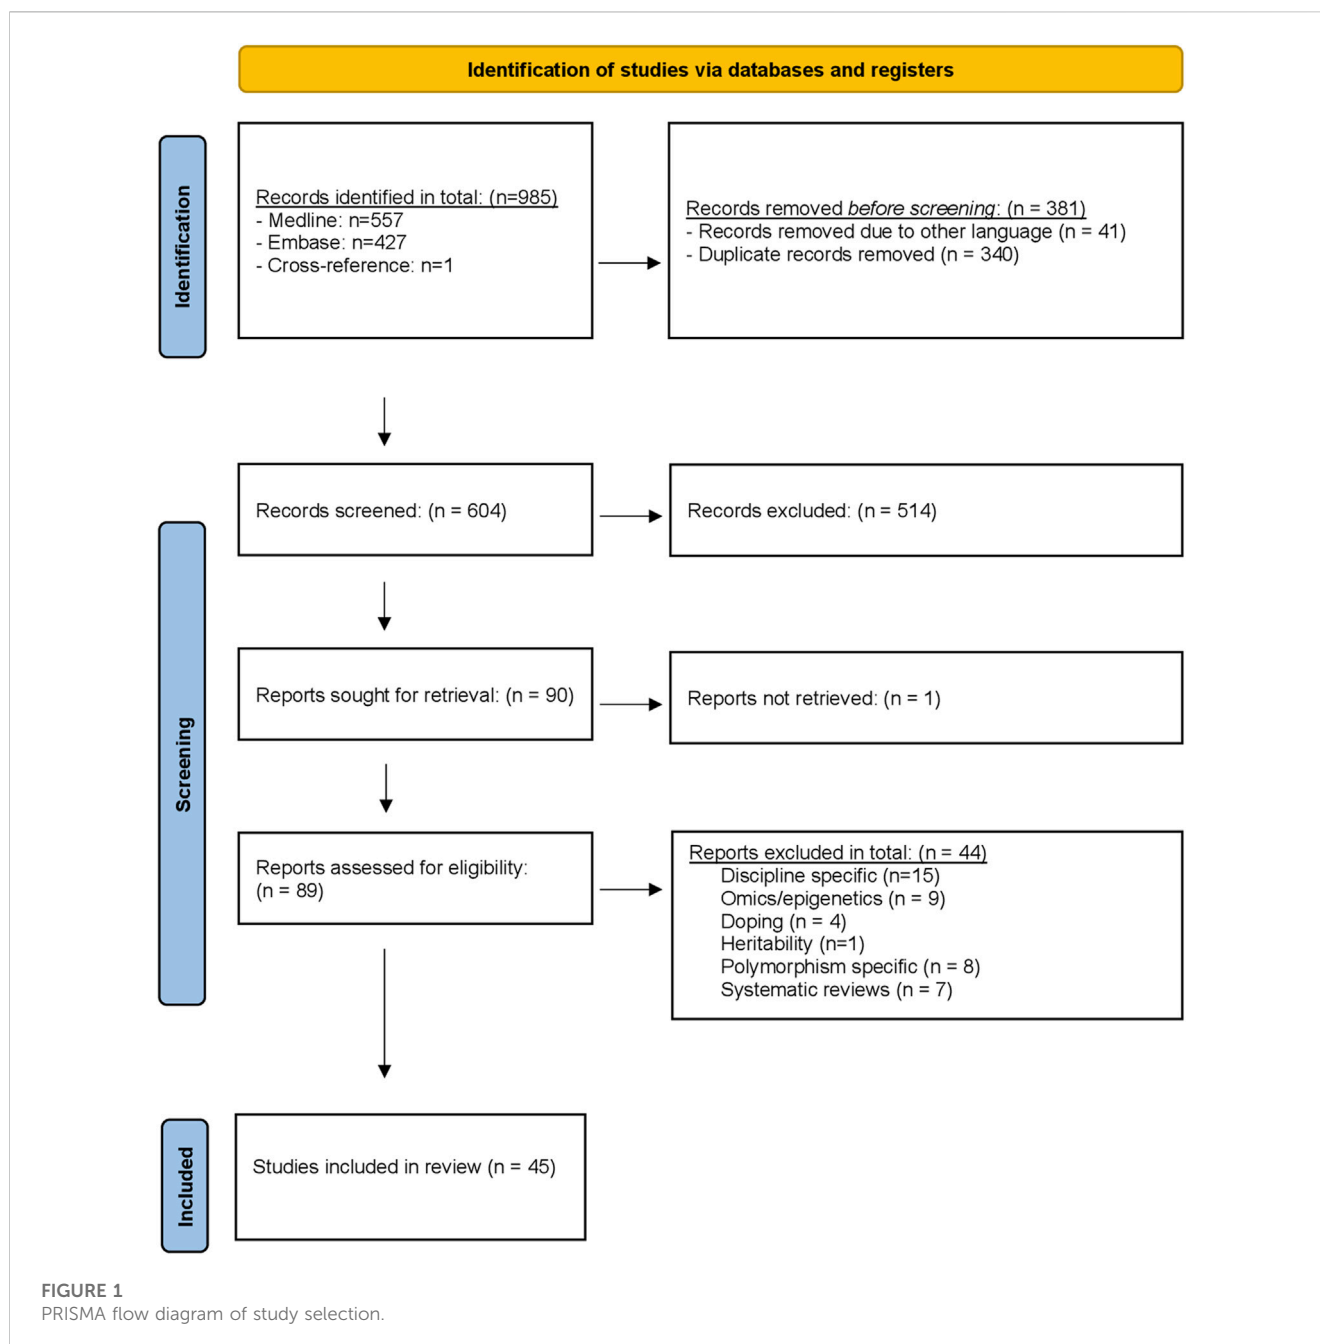 Identification of studies via databases and registers
Identification
Records identified in total: (n=985)
- Medline: n=557
- Embase: n=427
- Cross-reference: n=1
Records removed before screening: (n = 381)
- Records removed due to other language (n = 41)
- Duplicate records removed (n = 340)
Screening
Records screened: (n = 604)
Records excluded: (n = 514)
Reports sought for retrieval: (n = 90)
Reports not retrieved: (n = 1)
Reports assessed for eligibility:
(n = 89)
Reports excluded in total: (n = 44)
Discipline specific (n=15)
Omics/epigenetics (n = 9)
Doping (n = 4)
Heritability (n=1)
Polymorphism specific (n = 8)
Systematic reviews (n = 7)
Included
Studies included in review (n = 45)
FIGURE 1
PRISMA flow diagram of study selection.